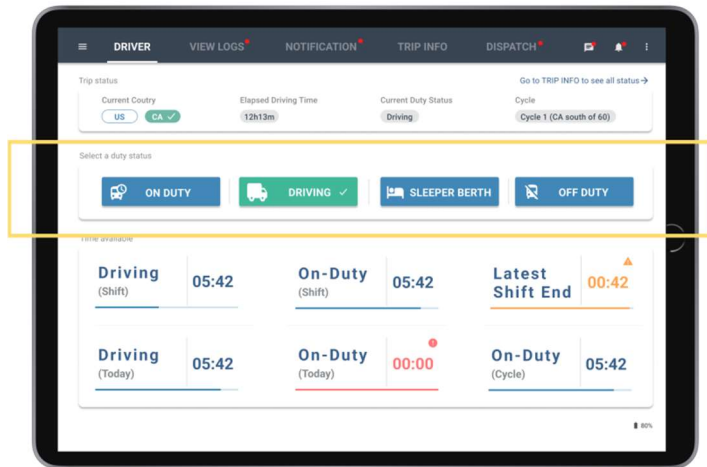 DRIVER VIEW LOGS NOTIFICATION TRIP INFO DISPATCH
Trip status Go to TRIP INFO to see all status
Current Coutry Elapsed Driving Time Current Duty Status Cycle
US CA 12h13m Driving Cycle 1 (CA south of 60)
Select a duty status
ON DUTY DRIVING SLEEPER BERTH OFF DUTY
Time available
Driving (Shift) 05:42
On-Duty (Shift) 05:42
Latest Shift End 00:42
Driving (Today) 05:42
On-Duty (Today) 00:00
On-Duty (Cycle) 05:42
80%